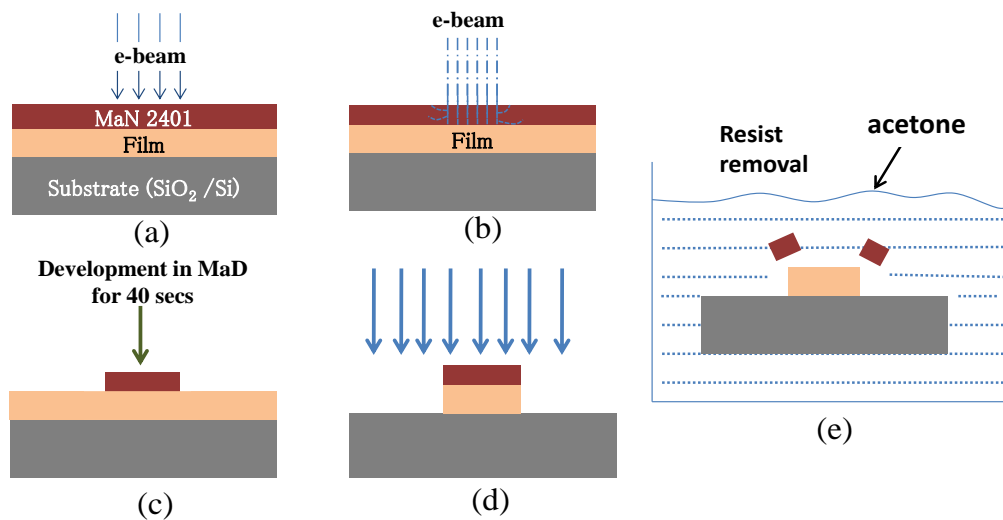 e-beam
MaN 2401
Film
Substrate (SiO₂ /Si)
(a)
e-beam
Film
(b)
Development in MaD
for 40 secs
(c)
(d)
Resist
removal
acetone
(e)